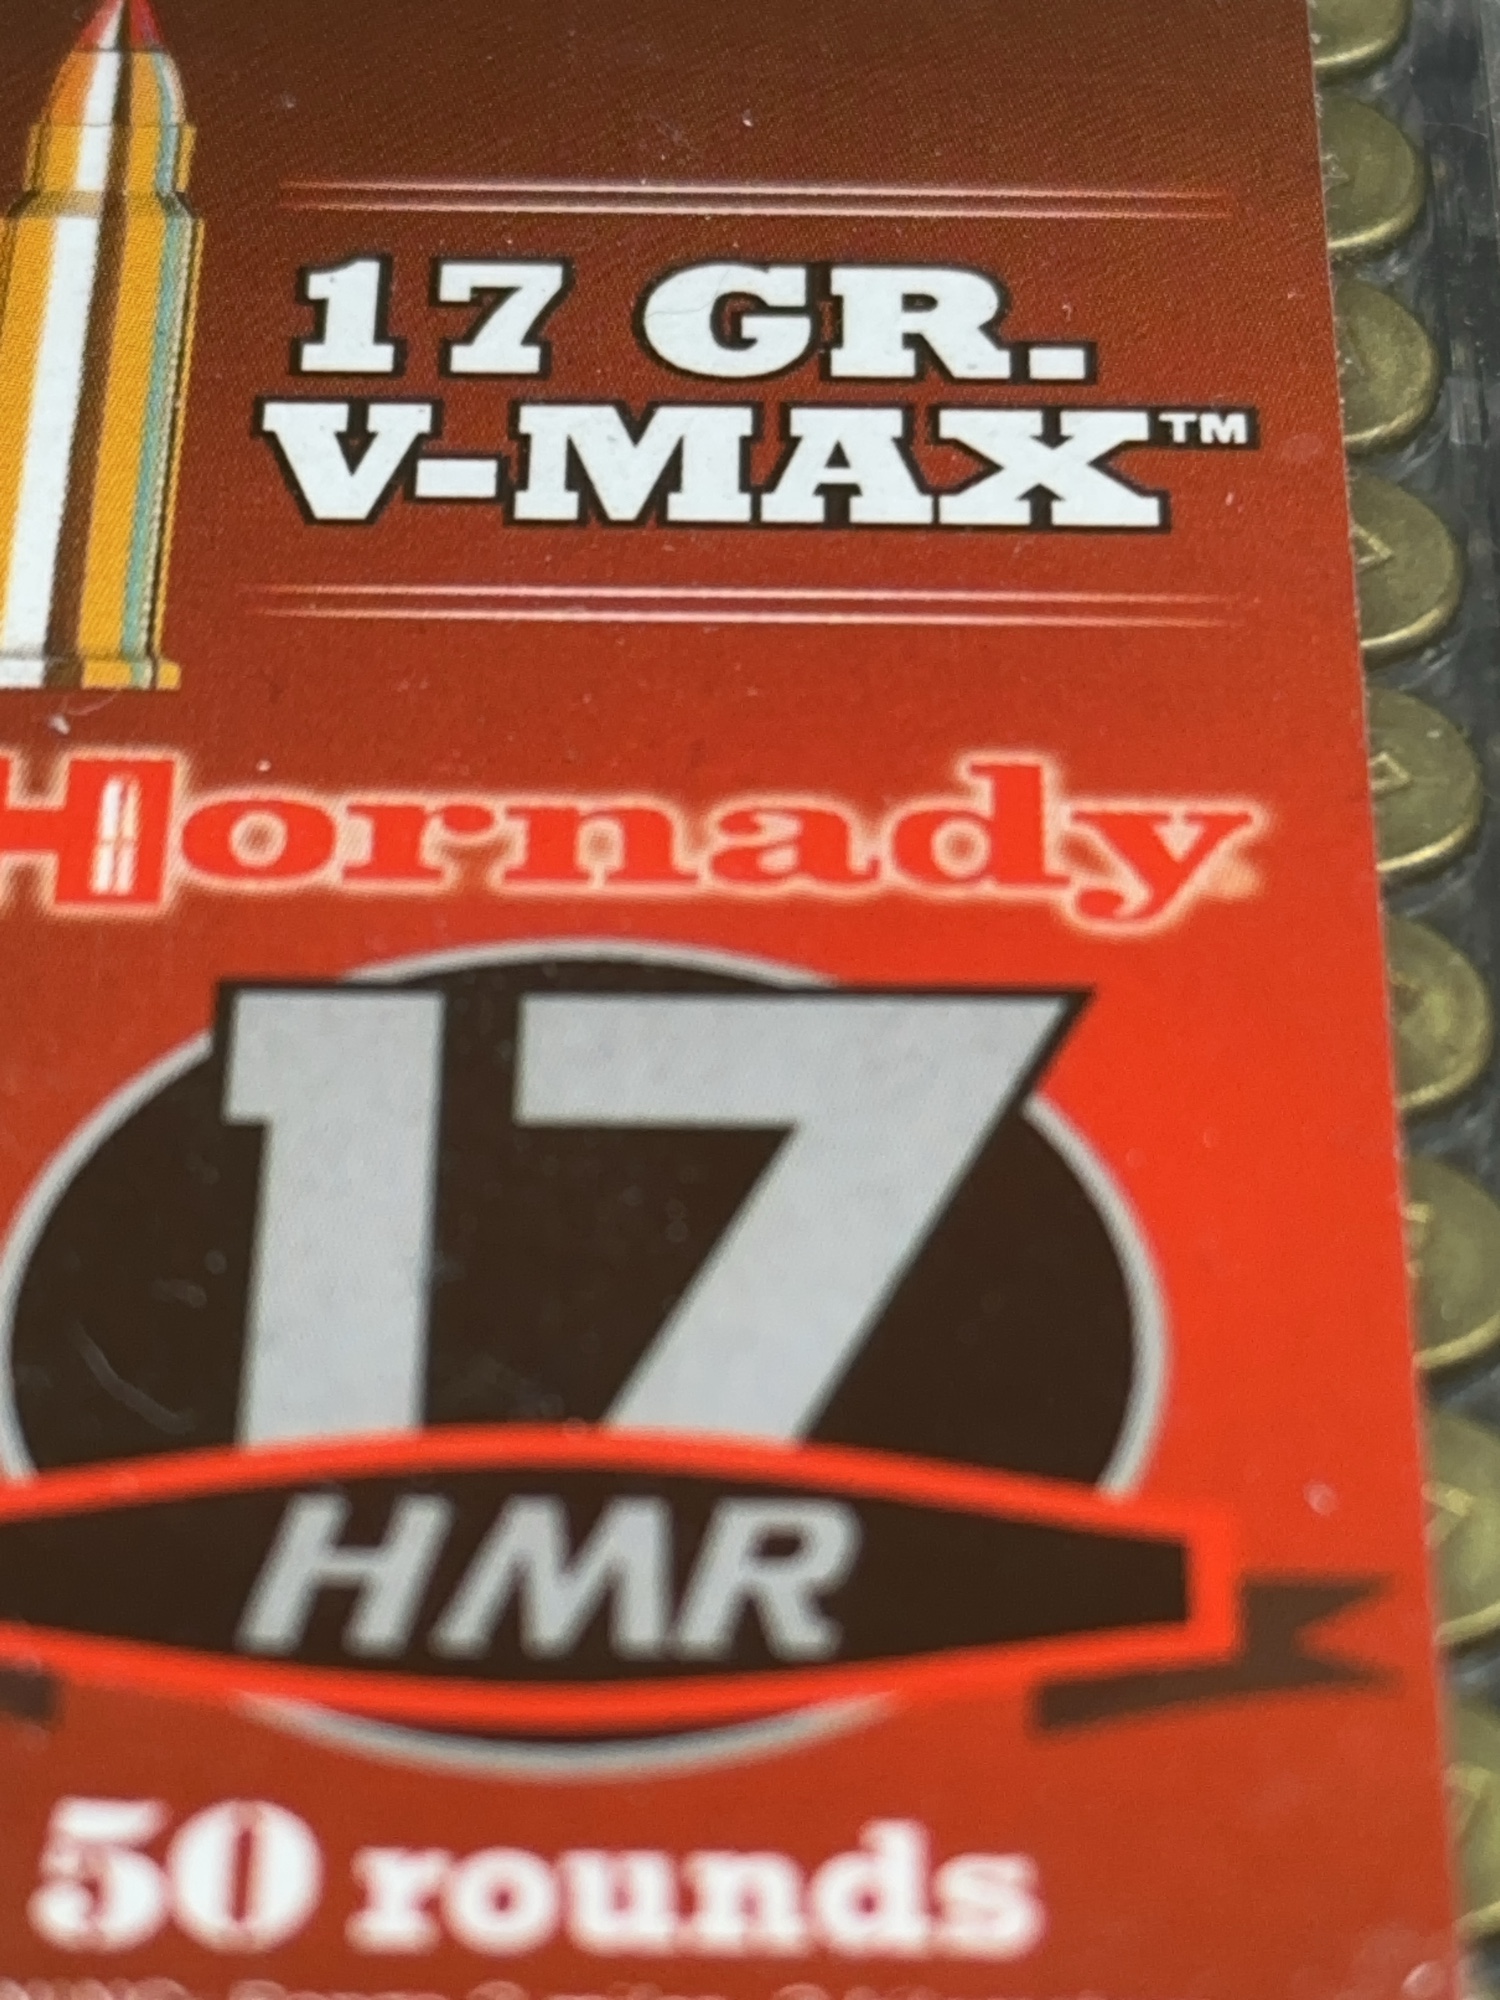 17 GR.
V-MAX™
Hornady
17
HMR
50 rounds